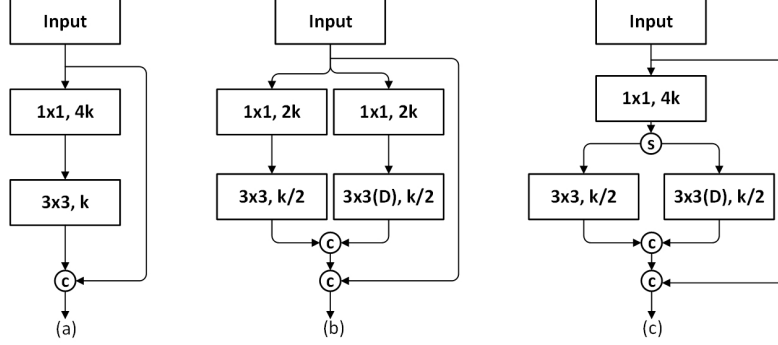 Input
1x1, 4k
3x3, k
c
(a)
Input
1x1, 2k
1x1, 2k
3x3, k/2
3x3(D), k/2
c
c
(b)
Input
1x1, 4k
s
3x3, k/2
3x3(D), k/2
c
c
(c)